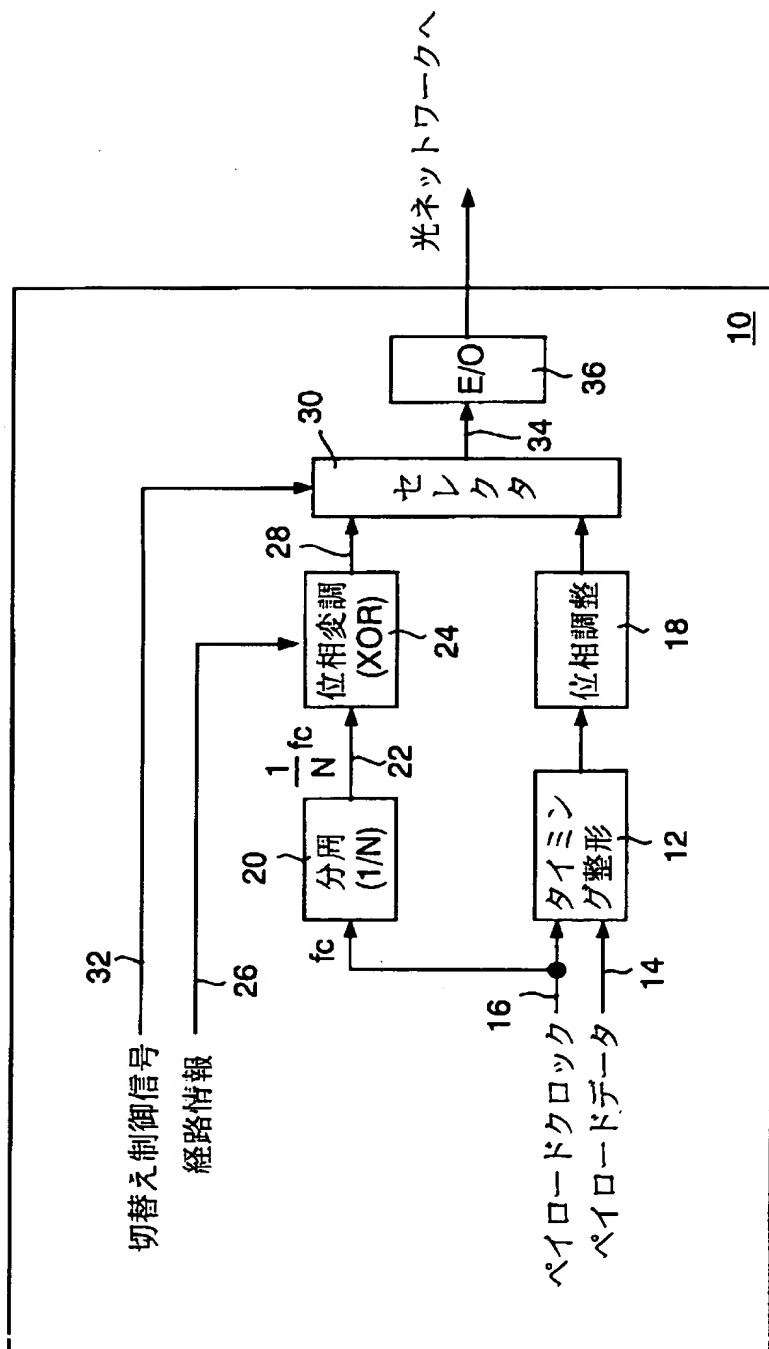 切替え制御信号
32
経路情報
26
fc
20
分周
(1/N)
1/N fc
22
位相変調
(XOR)
24
28
30
セレクタ
34
E/O
36
光ネットワークへ
ペイロードクロック
16
ペイロードデータ
14
タイミン
グ整形
12
位相調整
18
10